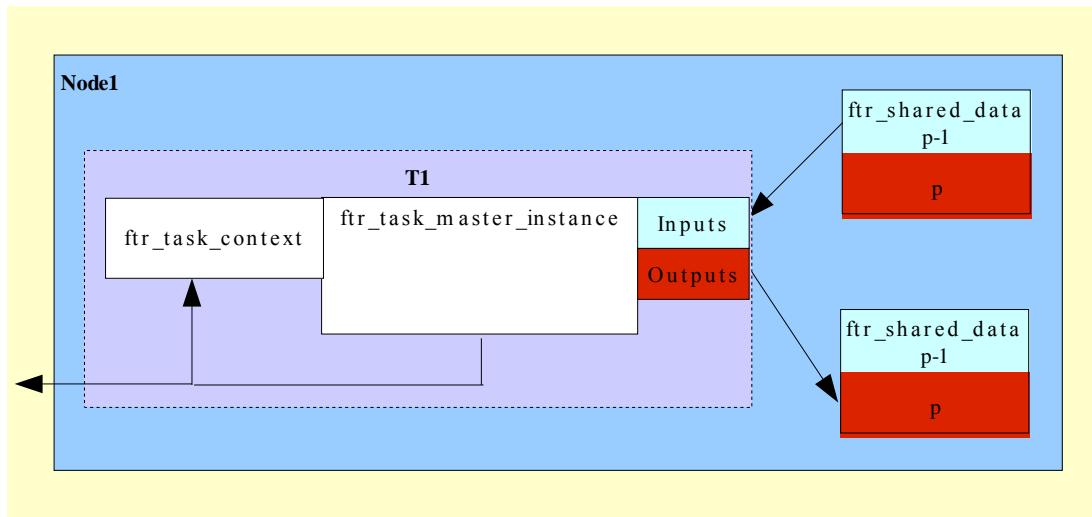 Node1
ftr_shared_data
p-1
p
T1
ftr_task_context
ftr_task_master_instance
Inputs
Outputs
ftr_shared_data
p-1
p